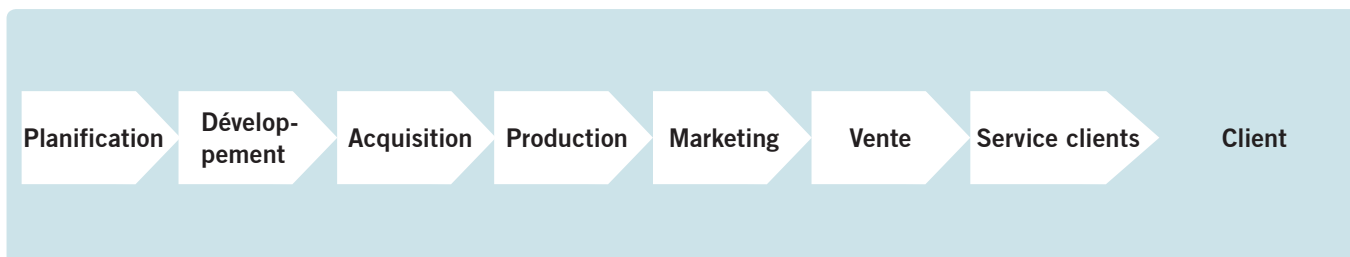 Planification
Dévelop-
pement
Acquisition
Production
Marketing
Vente
Service clients
Client